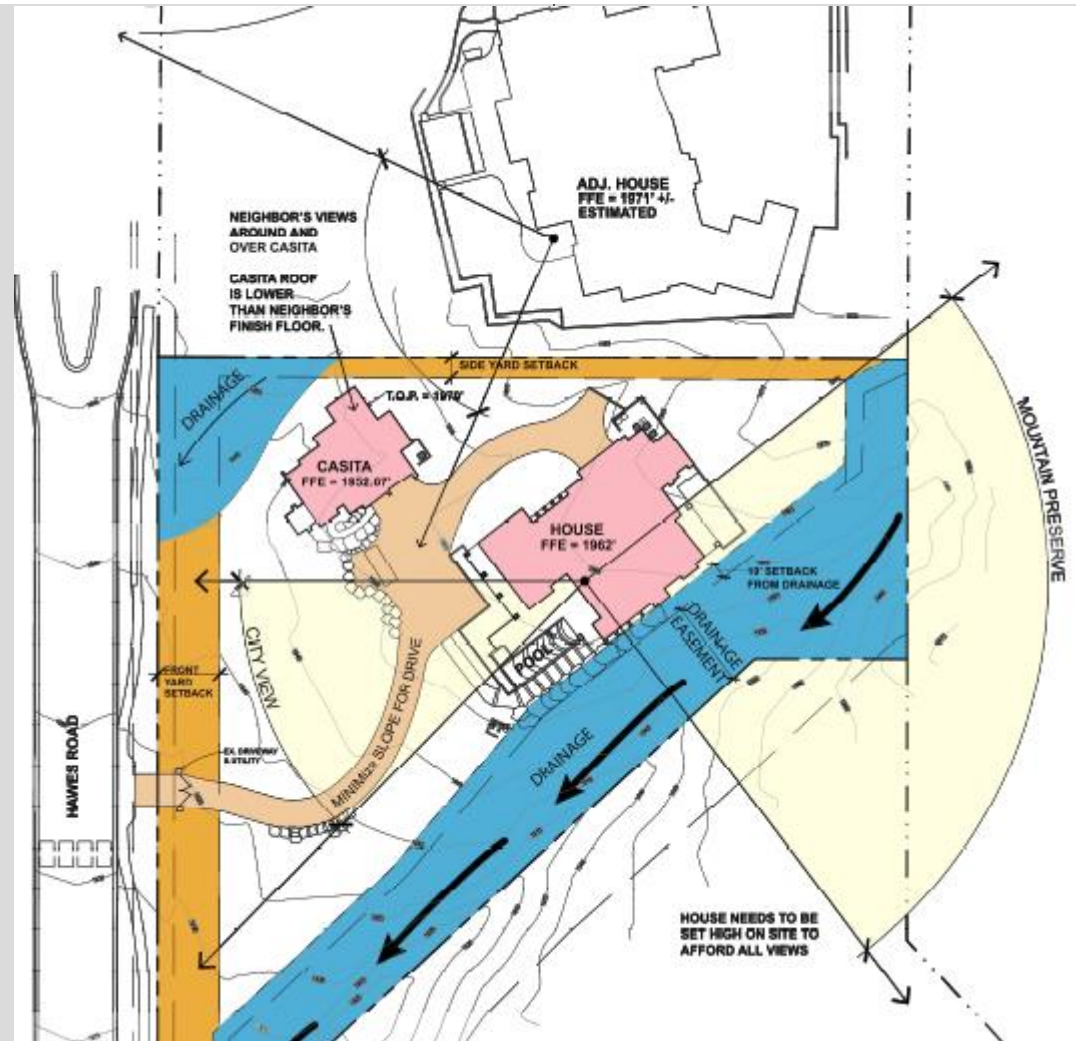 ADJ. HOUSE
FFE = 1971' +/-
ESTIMATED
NEIGHBOR'S VIEWS
AROUND AND
OVER CASITA
CASITA ROOF
IS LOWER
THAN NEIGHBOR'S
FINISH FLOOR.
SIDE YARD SETBACK
DRAINAGE
T.O.P. = 1970'
MOUNTAIN PRESERVE
CASITA
FFE = 1952.07'
HOUSE
FFE = 1962'
10' SETBACK
FROM DRAINAGE
DRAINAGE
EASEMENT
CITY VIEW
POOL
FRONT
YARD
SETBACK
MINIMIZE SLOPE FOR DRIVE
DRAINAGE
HAWES ROAD
EX. DRIVEWAY
& UTILITY
HOUSE NEEDS TO BE
SET HIGH ON SITE TO
AFFORD ALL VIEWS